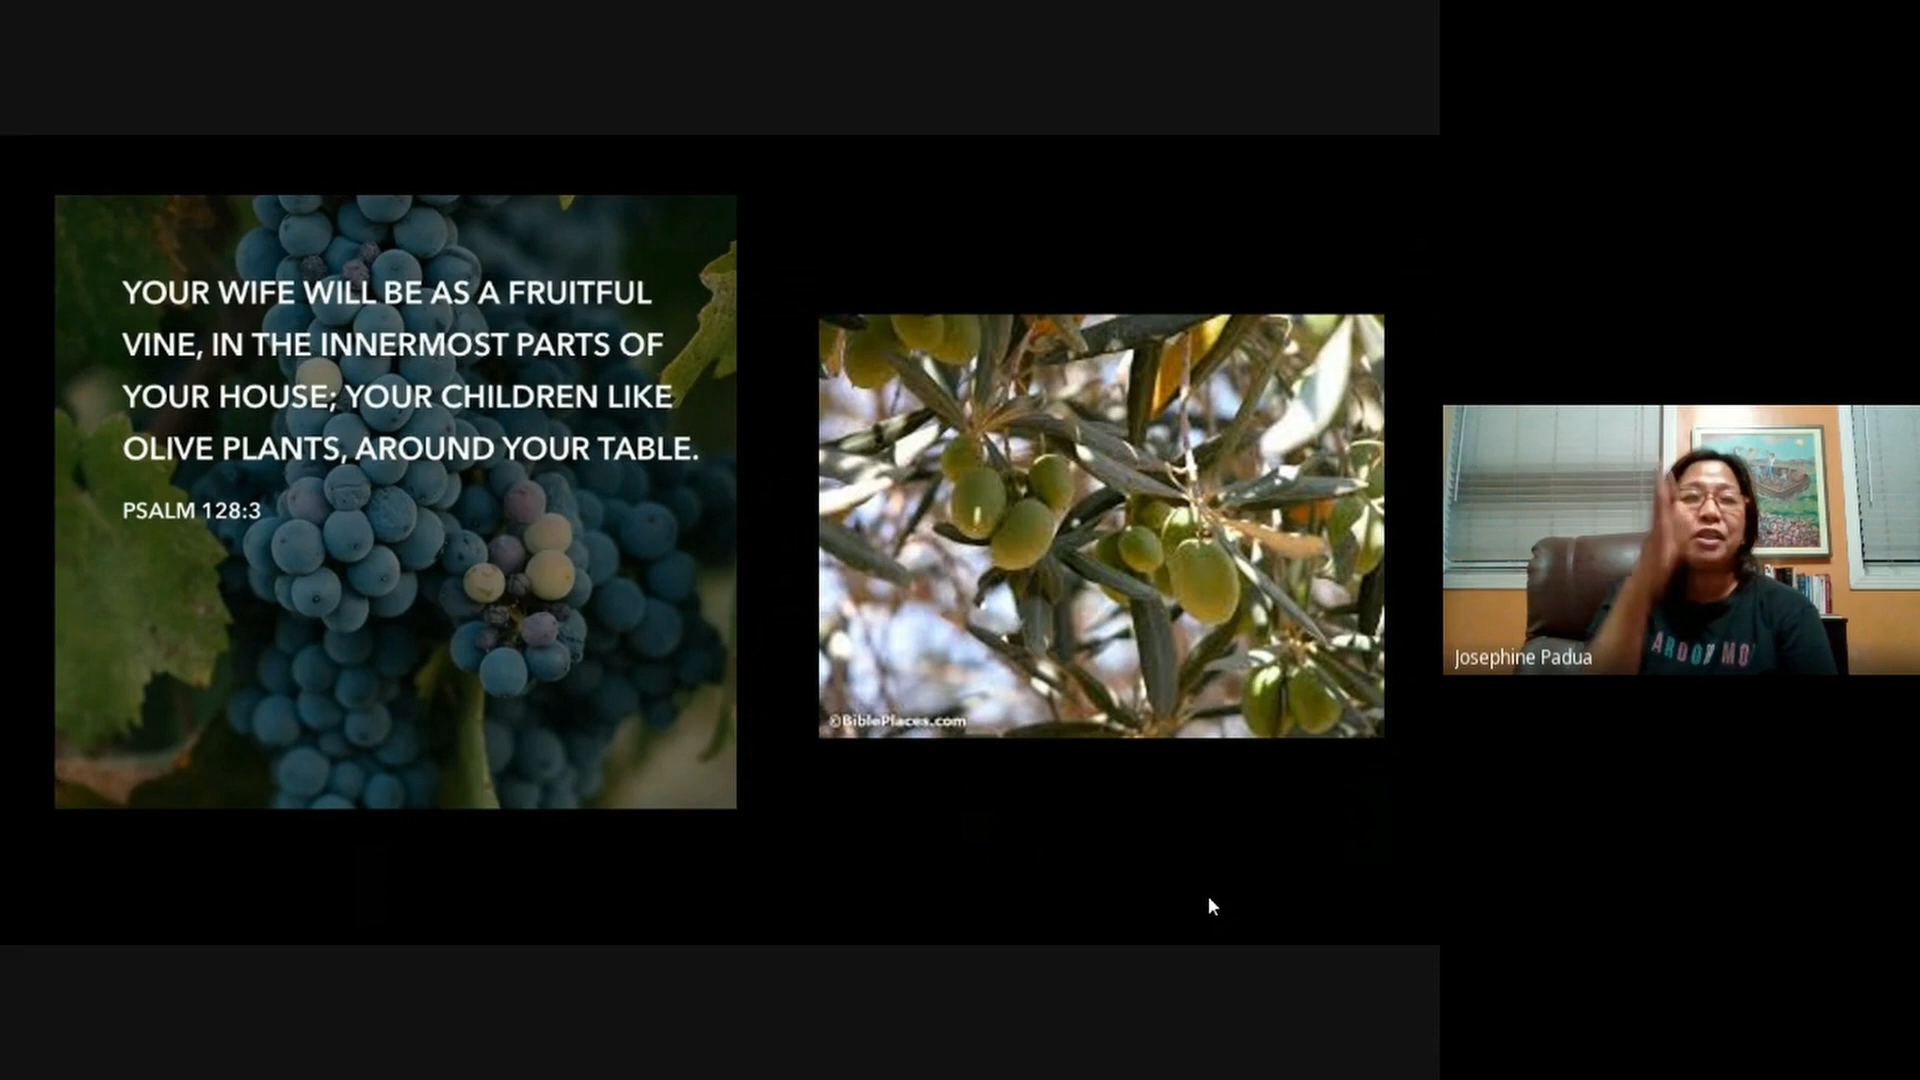 YOUR WIFE WILL BE AS A FRUITFUL
VINE, IN THE INNERMOST PARTS OF
YOUR HOUSE; YOUR CHILDREN LIKE
OLIVE PLANTS, AROUND YOUR TABLE.
PSALM 128:3
©BiblePlaces.com
Josephine Padua